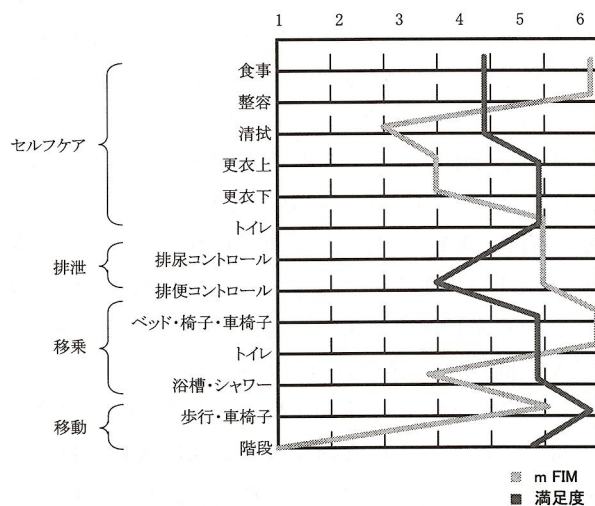 1 2 3 4 5 6
セルフケア
食事
整容
清拭
更衣上
更衣下
トイレ
排泄
排尿コントロール
排便コントロール
移乗
ベッド・椅子・車椅子
トイレ
浴槽・シャワー
移動
歩行・車椅子
階段
m FIM
満足度